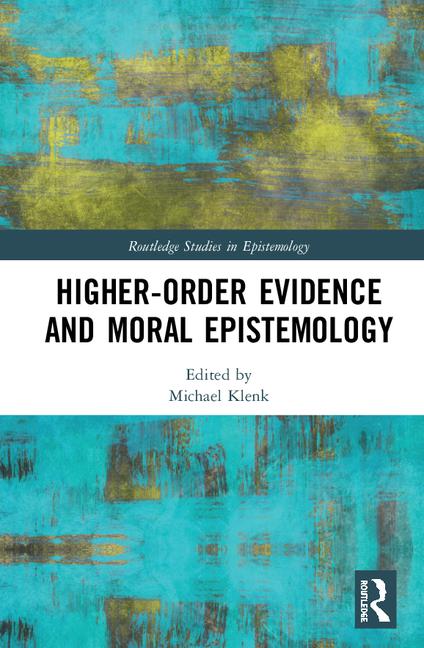 Routledge Studies in Epistemology
HIGHER-ORDER EVIDENCE
AND MORAL EPISTEMOLOGY
Edited by
Michael Klenk
ROUTLEDGE